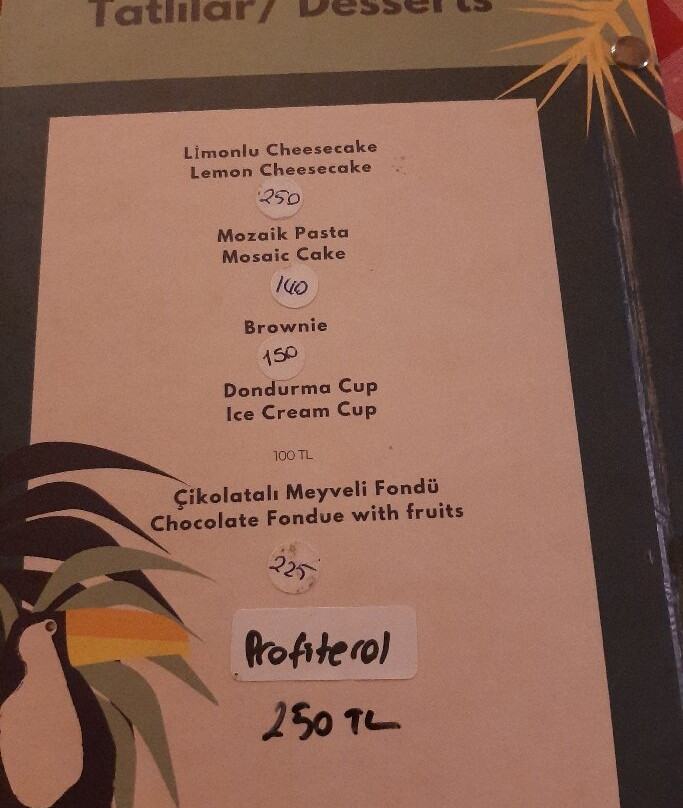 Tatlılar/ Desserts
Limonlu Cheesecake
Lemon Cheesecake
250
Mozaik Pasta
Mosaic Cake
140
Brownie
150
Dondurma Cup
Ice Cream Cup
100 TL
Çikolatalı Meyveli Fondü
Chocolate Fondue with fruits
225
Profiterol
250 TL